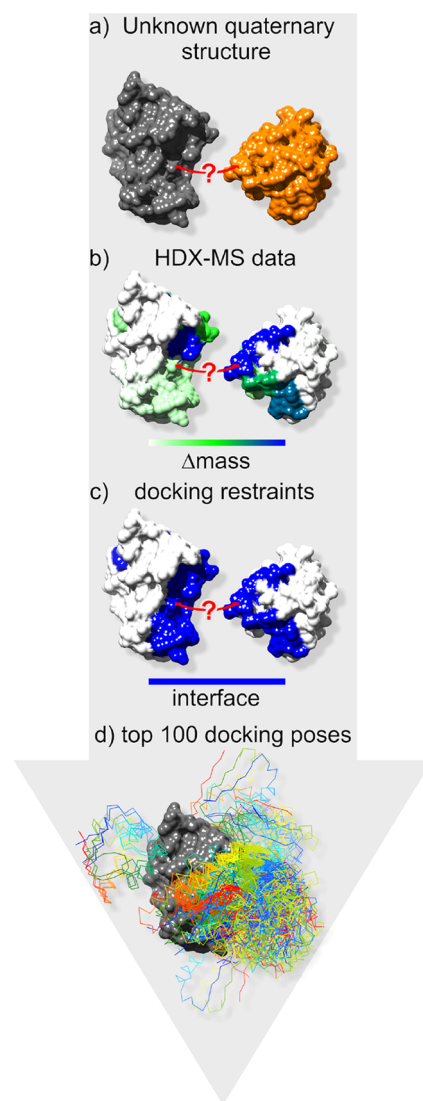 a) Unknown quaternary
structure
?
b) HDX-MS data
?
Δmass
c) docking restraints
?
interface
d) top 100 docking poses